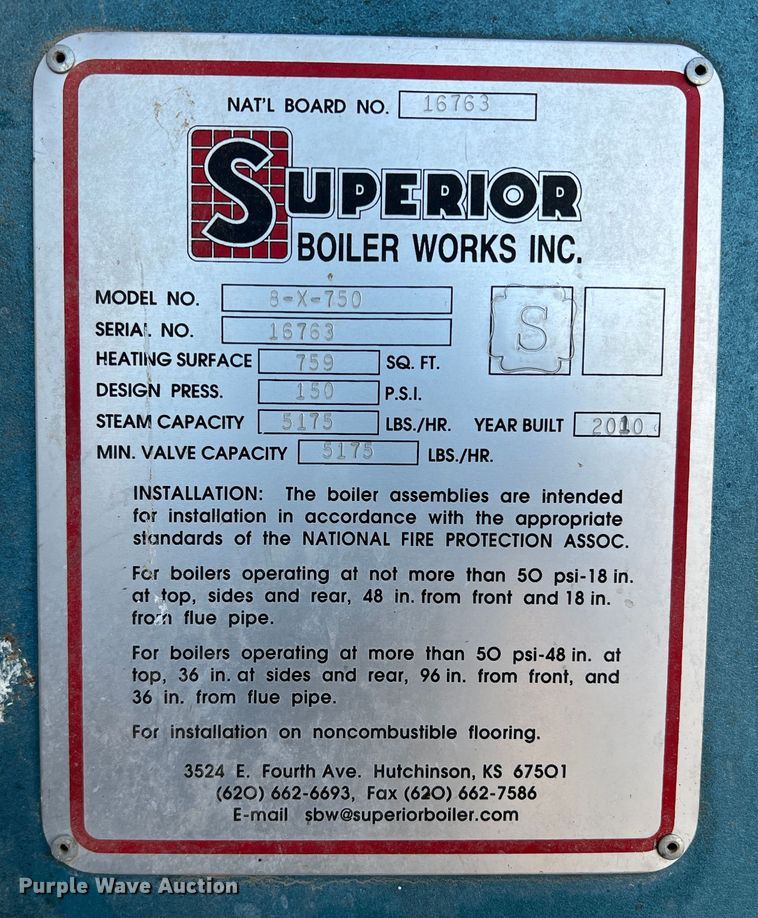 NAT'L BOARD NO. 16763
SUPERIOR
BOILER WORKS INC.
MODEL NO. 8-X-750
SERIAL NO. 16763
S
HEATING SURFACE 759 SQ. FT.
DESIGN PRESS. 150 P.S.I.
STEAM CAPACITY 5175 LBS./HR. YEAR BUILT 2010
MIN. VALVE CAPACITY 5175 LBS./HR.
INSTALLATION: The boiler assemblies are intended
for installation in accordance with the appropriate
standards of the NATIONAL FIRE PROTECTION ASSOC.
For boilers operating at not more than 50 psi-18 in.
at top, sides and rear, 48 in. from front and 18 in.
from flue pipe.
For boilers operating at more than 50 psi-48 in. at
top, 36 in. at sides and rear, 96 in. from front, and
36 in. from flue pipe.
For installation on noncombustible flooring.
3524 E. Fourth Ave. Hutchinson, KS 67501
(620) 662-6693, Fax (620) 662-7586
E-mail sbw@superiorboiler.com
Purple Wave Auction